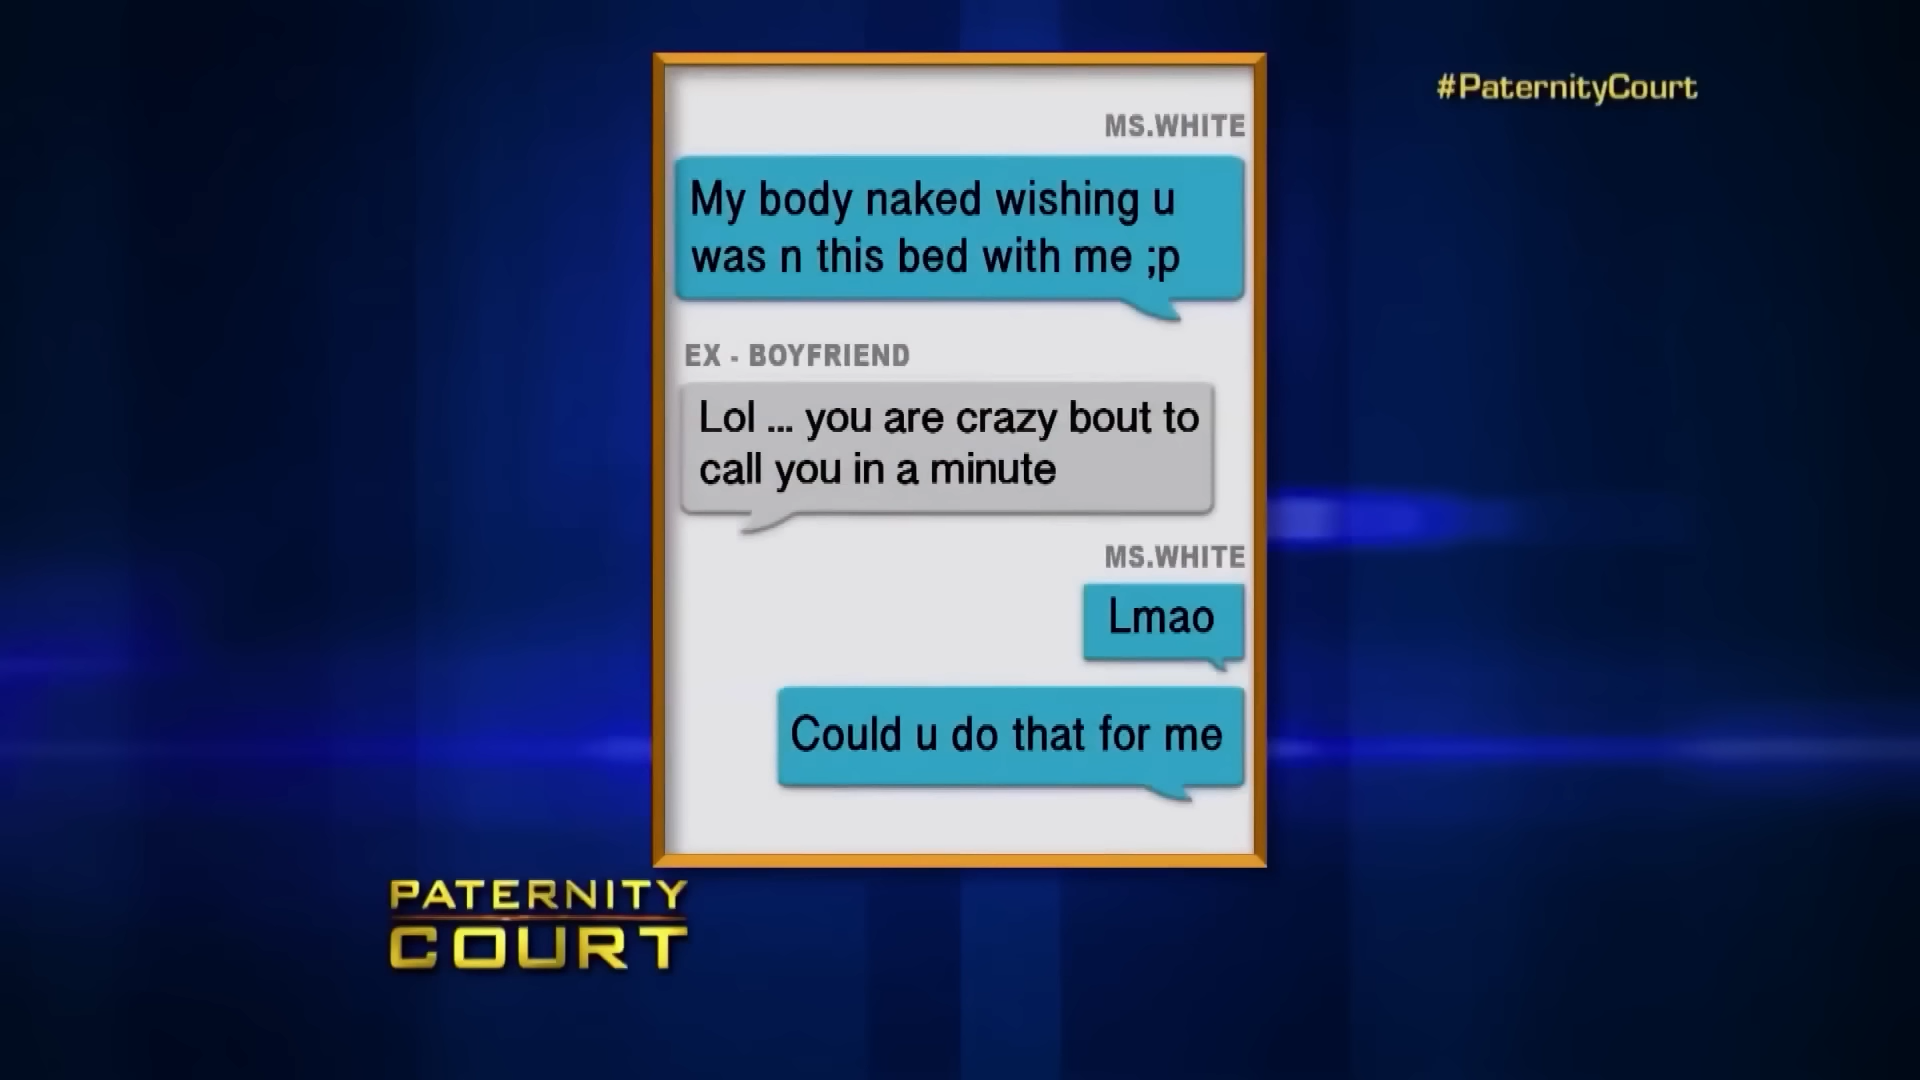 #PaternityCourt
MS.WHITE
My body naked wishing u
was n this bed with me ;p
EX - BOYFRIEND
Lol ... you are crazy bout to
call you in a minute
MS.WHITE
Lmao
Could u do that for me
PATERNITY
COURT